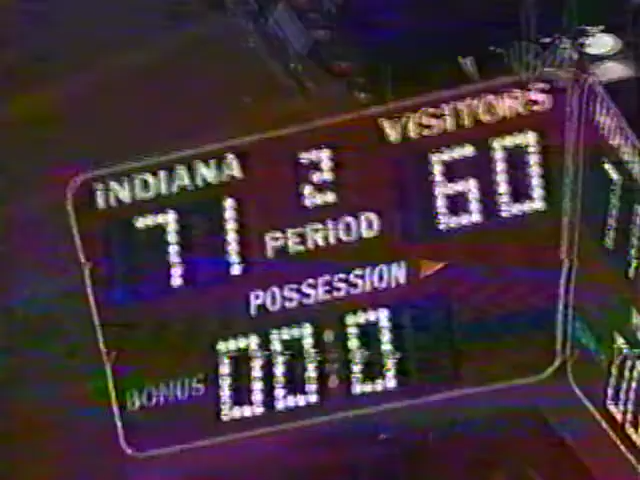 INDIANA 2 VISITORS
71 PERIOD 60
POSSESSION
BONUS 00:0